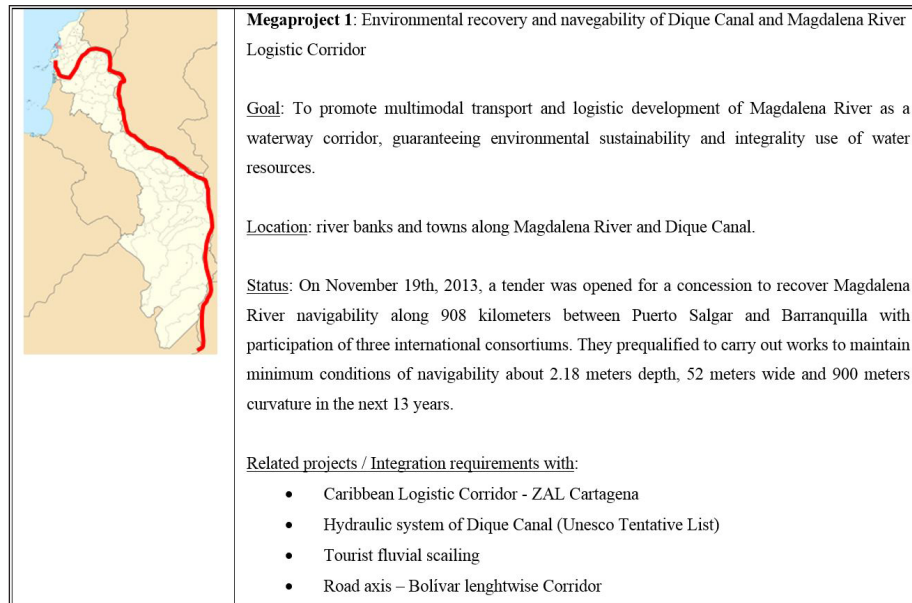 Megaproject 1: Environmental recovery and navegability of Dique Canal and Magdalena River
Logistic Corridor
Goal: To promote multimodal transport and logistic development of Magdalena River as a
waterway corridor, guaranteeing environmental sustainability and integrality use of water
resources.
Location: river banks and towns along Magdalena River and Dique Canal.
Status: On November 19th, 2013, a tender was opened for a concession to recover Magdalena
River navigability along 908 kilometers between Puerto Salgar and Barranquilla with
participation of three international consortiums. They prequalified to carry out works to maintain
minimum conditions of navigability about 2.18 meters depth, 52 meters wide and 900 meters
curvature in the next 13 years.
Related projects / Integration requirements with:
• Caribbean Logistic Corridor - ZAL Cartagena
• Hydraulic system of Dique Canal (Unesco Tentative List)
• Tourist fluvial scailing
• Road axis – Bolívar lenghtwise Corridor